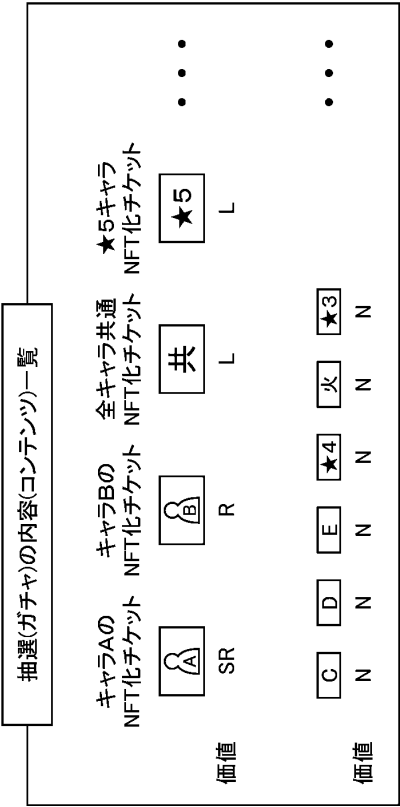 抽選(ガチャ)の内容(コンテンツ)一覧
キャラAの
NFT化チケット
キャラBの
NFT化チケット
全キャラ共通
NFT化チケット
★5キャラ
NFT化チケット
A
B
共
★5
•••
価値 SR R L L
C D E ★4 火 ★3 •••
価値 N N N N N N